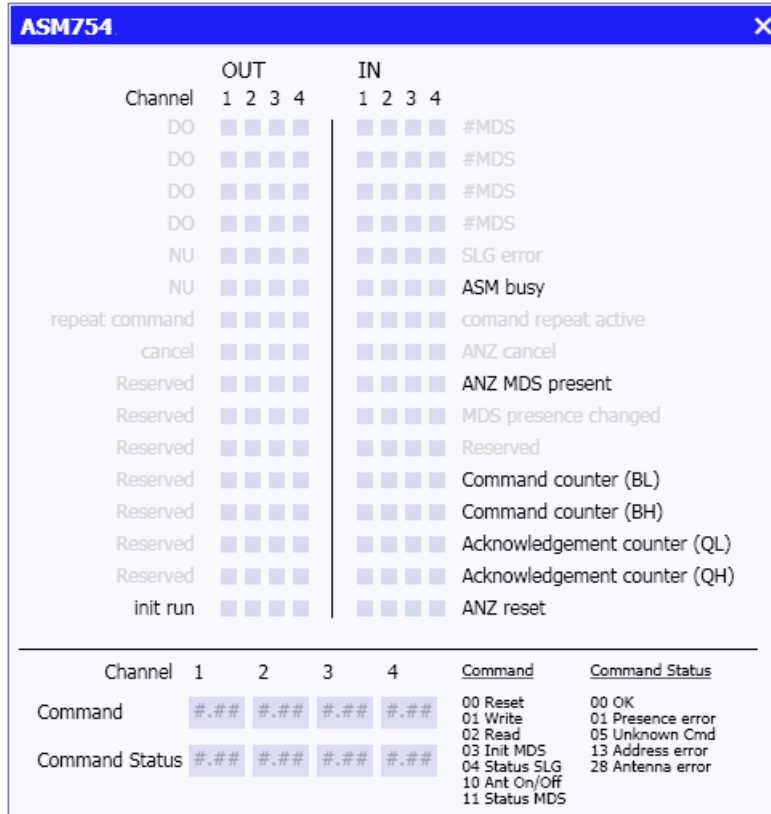 ASM754
OUT IN
Channel 1 2 3 4 1 2 3 4
DO #MDS
DO #MDS
DO #MDS
DO #MDS
NU SLG error
NU ASM busy
repeat command comand repeat active
cancel ANZ cancel
Reserved ANZ MDS present
Reserved MDS presence changed
Reserved Reserved
Reserved Command counter (BL)
Reserved Command counter (BH)
Reserved Acknowledgement counter (QL)
Reserved Acknowledgement counter (QH)
init run ANZ reset
Channel 1 2 3 4
Command #.## #.## #.## #.##
Command Status #.## #.## #.## #.##
Command
00 Reset
01 Write
02 Read
03 Init MDS
04 Status SLG
10 Ant On/Off
11 Status MDS
Command Status
00 OK
01 Presence error
05 Unknown Cmd
13 Address error
28 Antenna error